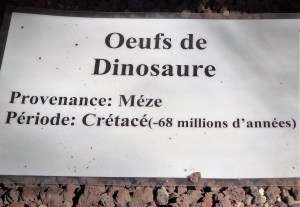 Oeufs de
Dinosaure
Provenance: Méze
Période: Crétacé(-68 millions d'années)